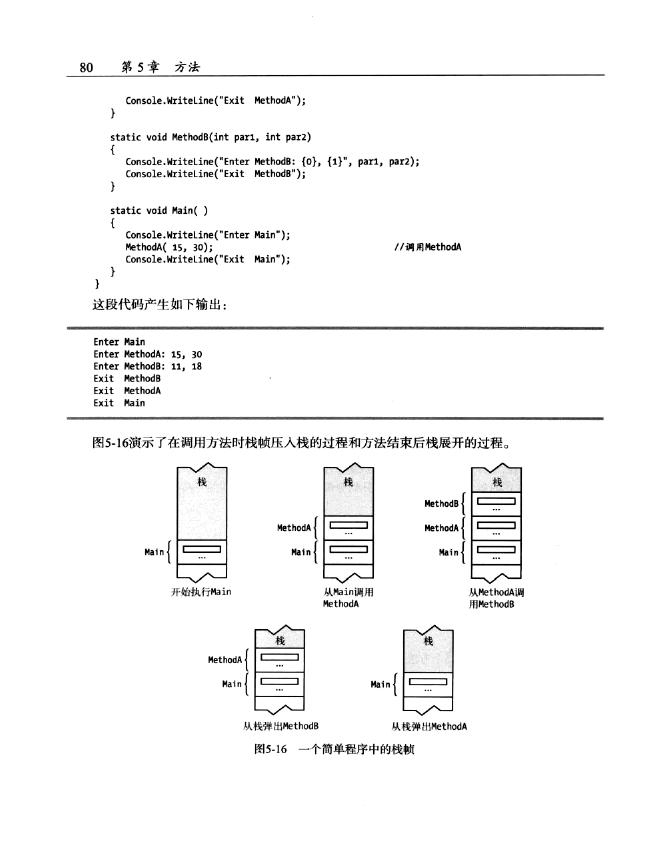 80 第5章 方法
Console.WriteLine("Exit MethodA");
}
static void MethodB(int par1, int par2)
{
Console.WriteLine("Enter MethodB: {0}, {1}", par1, par2);
Console.WriteLine("Exit MethodB");
}
static void Main( )
{
Console.WriteLine("Enter Main");
MethodA( 15, 30); //调用MethodA
Console.WriteLine("Exit Main");
}
}
这段代码产生如下输出：
Enter Main
Enter MethodA: 15, 30
Enter MethodB: 11, 18
Exit MethodB
Exit MethodA
Exit Main
图5-16演示了在调用方法时栈帧压入栈的过程和方法结束后栈展开的过程。
栈
Main
...
开始执行Main
栈
MethodA
...
Main
...
从Main调用
MethodA
栈
MethodB
...
MethodA
...
Main
...
从MethodA调
用MethodB
栈
MethodA
...
Main
...
从栈弹出MethodB
栈
Main
...
从栈弹出MethodA
图5-16 一个简单程序中的栈帧